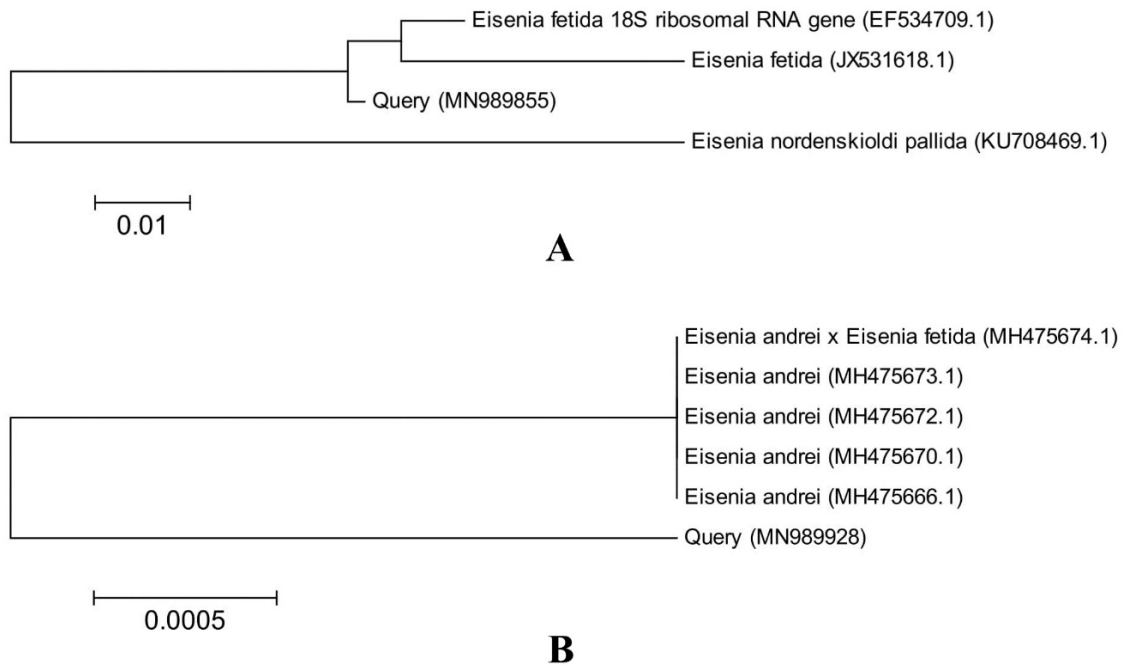 Eisenia fetida 18S ribosomal RNA gene (EF534709.1)
Eisenia fetida (JX531618.1)
Query (MN989855)
Eisenia nordenskioldi pallida (KU708469.1)
0.01
A
Eisenia andrei x Eisenia fetida (MH475674.1)
Eisenia andrei (MH475673.1)
Eisenia andrei (MH475672.1)
Eisenia andrei (MH475670.1)
Eisenia andrei (MH475666.1)
Query (MN989928)
0.0005
B